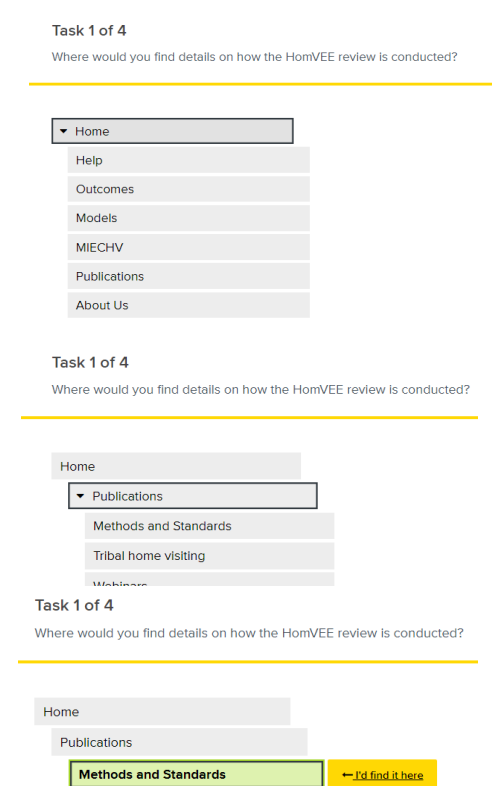 Task 1 of 4
Where would you find details on how the HomVEE review is conducted?
Home
Help
Outcomes
Models
MIECHV
Publications
About Us
Task 1 of 4
Where would you find details on how the HomVEE review is conducted?
Home
Publications
Methods and Standards
Tribal home visiting
Webinars
Task 1 of 4
Where would you find details on how the HomVEE review is conducted?
Home
Publications
Methods and Standards ← I'd find it here